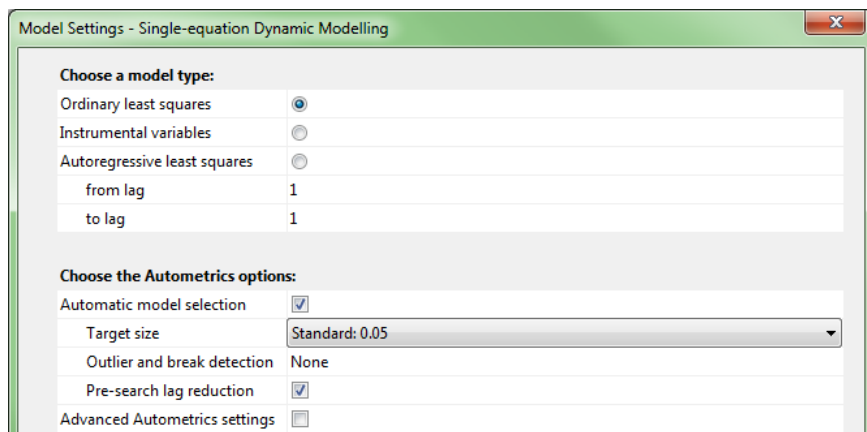 Model Settings - Single-equation Dynamic Modelling
Choose a model type:
Ordinary least squares
Instrumental variables
Autoregressive least squares
from lag 1
to lag 1
Choose the Autometrics options:
Automatic model selection
Target size Standard: 0.05
Outlier and break detection None
Pre-search lag reduction
Advanced Autometrics settings